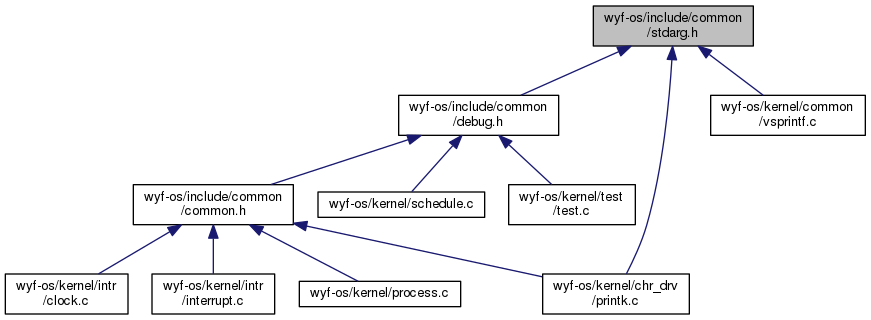 wyf-os/include/common
/stdarg.h
wyf-os/include/common
/debug.h
wyf-os/kernel/common
/vsprintf.c
wyf-os/include/common
/common.h
wyf-os/kernel/schedule.c
wyf-os/kernel/test
/test.c
wyf-os/kernel/intr
/clock.c
wyf-os/kernel/intr
/interrupt.c
wyf-os/kernel/process.c
wyf-os/kernel/chr_drv
/printk.c